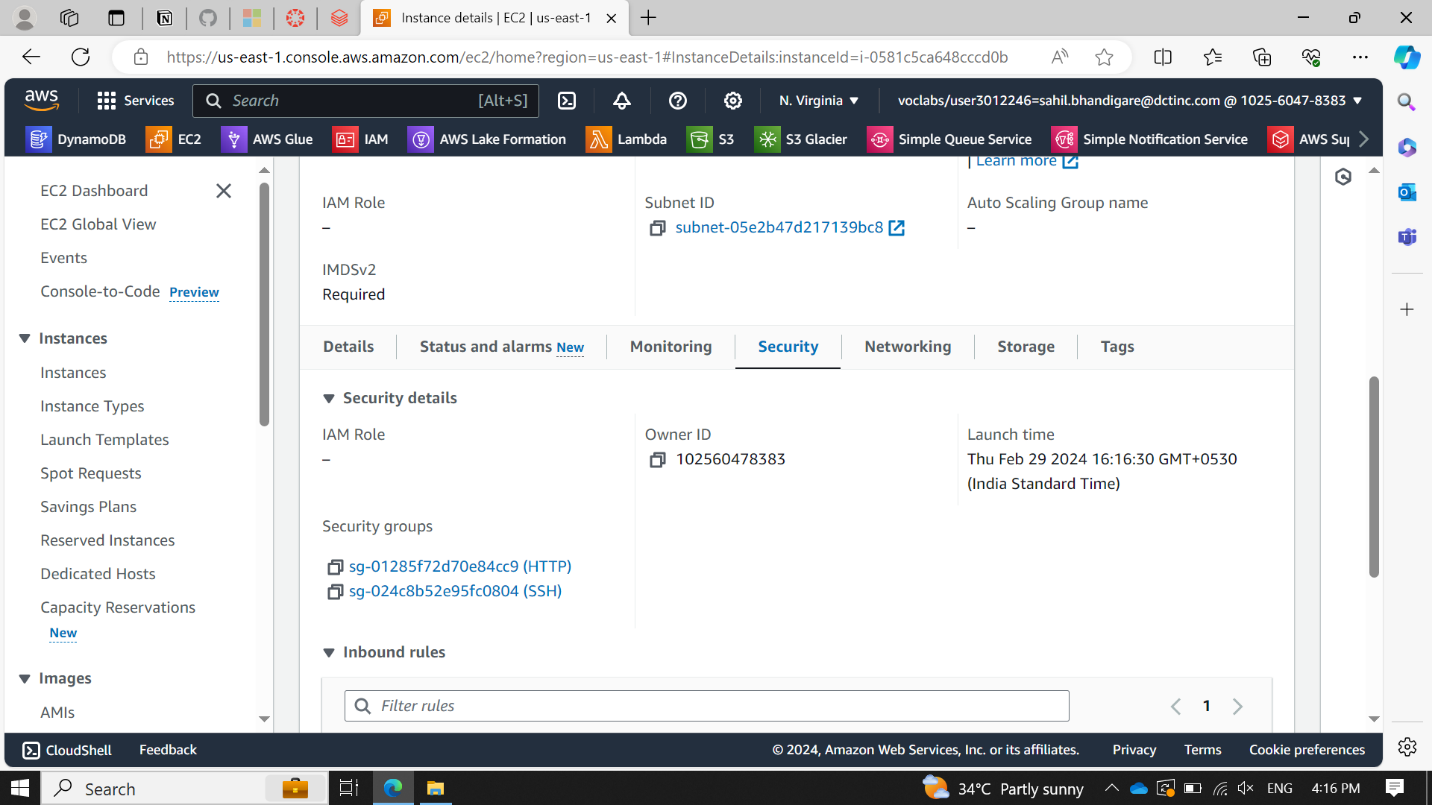 Instance details | EC2 | us-east-1
https://us-east-1.console.aws.amazon.com/ec2/home?region=us-east-1#InstanceDetails:instanceId=i-0581c5ca648cccd0b
aws
Services
Search
[Alt+S]
N. Virginia
voclabs/user3012246=sahil.bhandigare@dctinc.com @ 1025-6047-8383
DynamoDB
EC2
AWS Glue
IAM
AWS Lake Formation
Lambda
S3
S3 Glacier
Simple Queue Service
Simple Notification Service
AWS Sup
EC2 Dashboard
EC2 Global View
Events
Console-to-Code Preview
Instances
Instances
Instance Types
Launch Templates
Spot Requests
Savings Plans
Reserved Instances
Dedicated Hosts
Capacity Reservations
New
Images
AMIs
| Learn more
IAM Role
–
Subnet ID
subnet-05e2b47d217139bc8
Auto Scaling Group name
–
IMDSv2
Required
Details
Status and alarms New
Monitoring
Security
Networking
Storage
Tags
Security details
IAM Role
–
Owner ID
102560478383
Launch time
Thu Feb 29 2024 16:16:30 GMT+0530
(India Standard Time)
Security groups
sg-01285f72d70e84cc9 (HTTP)
sg-024c8b52e95fc0804 (SSH)
Inbound rules
Filter rules
1
CloudShell
Feedback
© 2024, Amazon Web Services, Inc. or its affiliates.
Privacy
Terms
Cookie preferences
Search
34°C Partly sunny
ENG
4:16 PM